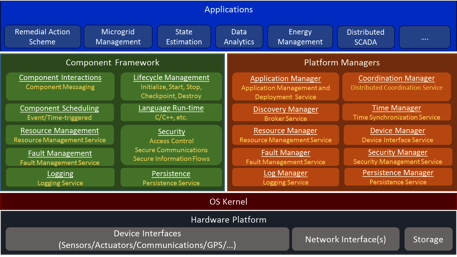 Applications
Remedial Action
Scheme
Microgrid
Management
State
Estimation
Data
Analytics
Energy
Management
Distributed
SCADA
....
Component Framework
Component Interactions
Component Messaging
Lifecycle Management
Initialize, Start, Stop,
Checkpoint, Destroy
Component Scheduling
Event/Time-triggered
Language Run-time
C/C++, etc.
Resource Management
Resource Management Service
Security
Access Control
Secure Communications
Secure Information Flows
Fault Management
Fault Management Service
Logging
Logging Service
Persistence
Persistence Service
Platform Managers
Application Manager
Application Management and
Deployment Service
Coordination Manager
Distributed Coordination Service
Discovery Manager
Broker Service
Time Manager
Time Synchronization Service
Resource Manager
Resource Management Service
Device Manager
Device Interface Service
Fault Manager
Fault Management Service
Security Manager
Security Management Service
Log Manager
Logging Service
Persistence Manager
Persistence Service
OS Kernel
Hardware Platform
Device Interfaces
(Sensors/Actuators/Communications/GPS/...)
Network Interface(s)
Storage